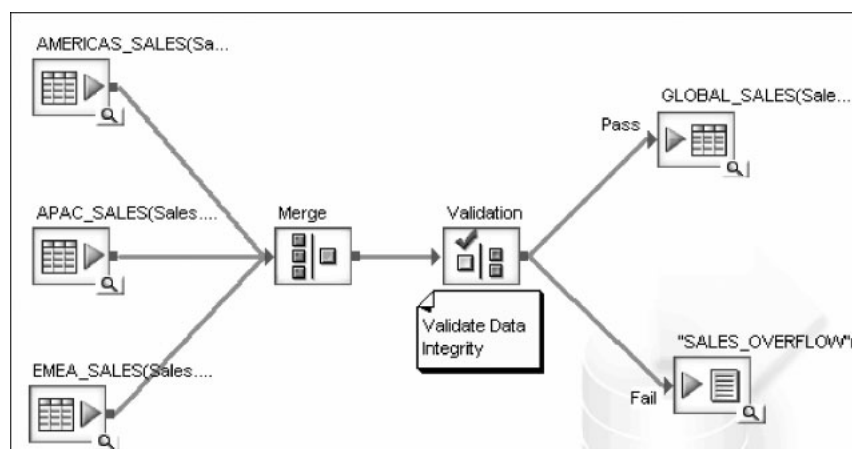 AMERICAS_SALES(Sa...
GLOBAL_SALES(Sale...
Pass
APAC_SALES(Sales....
Merge
Validation
Validate Data
Integrity
EMEA_SALES(Sales....
"SALES_OVERFLOW"(
Fail